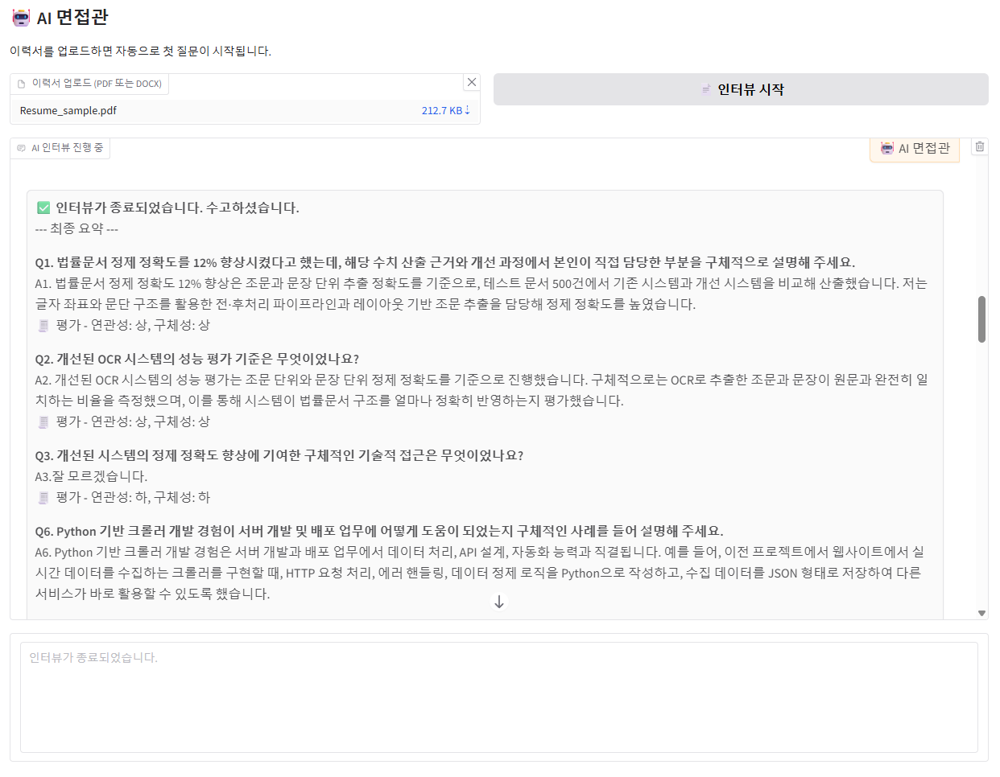 AI 면접관
이력서를 업로드하면 자동으로 첫 질문이 시작됩니다.
이력서 업로드 (PDF 또는 DOCX)
Resume_sample.pdf
212.7 KB ⇣
인터뷰 시작
AI 인터뷰 진행 중
AI 면접관
✅ 인터뷰가 종료되었습니다. 수고하셨습니다.
--- 최종 요약 ---
Q1. 법률문서 정제 정확도를 12% 향상시켰다고 했는데, 해당 수치 산출 근거와 개선 과정에서 본인이 직접 담당한 부분을 구체적으로 설명해 주세요.
A1. 법률문서 정제 정확도 12% 향상은 조문과 문장 단위 추출 정확도를 기준으로, 테스트 문서 500건에서 기존 시스템과 개선 시스템을 비교해 산출했습니다. 저는
글자 좌표와 문단 구조를 활용한 전·후처리 파이프라인과 레이아웃 기반 조문 추출을 담당해 정제 정확도를 높였습니다.
평가 - 연관성: 상, 구체성: 상
Q2. 개선된 OCR 시스템의 성능 평가 기준은 무엇이었나요?
A2. 개선된 OCR 시스템의 성능 평가는 조문 단위와 문장 단위 정제 정확도를 기준으로 진행했습니다. 구체적으로는 OCR로 추출한 조문과 문장이 원문과 완전히 일
치하는 비율을 측정했으며, 이를 통해 시스템이 법률문서 구조를 얼마나 정확히 반영하는지 평가했습니다.
평가 - 연관성: 상, 구체성: 상
Q3. 개선된 시스템의 정제 정확도 향상에 기여한 구체적인 기술적 접근은 무엇이었나요?
A3.잘 모르겠습니다.
평가 - 연관성: 하, 구체성: 하
Q6. Python 기반 크롤러 개발 경험이 서버 개발 및 배포 업무에 어떻게 도움이 되었는지 구체적인 사례를 들어 설명해 주세요.
A6. Python 기반 크롤러 개발 경험은 서버 개발과 배포 업무에서 데이터 처리, API 설계, 자동화 능력과 직결됩니다. 예를 들어, 이전 프로젝트에서 웹사이트에서 실
시간 데이터를 수집하는 크롤러를 구현할 때, HTTP 요청 처리, 에러 핸들링, 데이터 정제 로직을 Python으로 작성하고, 수집 데이터를 JSON 형태로 저장하여 다른
서비스가 바로 활용할 수 있도록 했습니다.
인터뷰가 종료되었습니다.